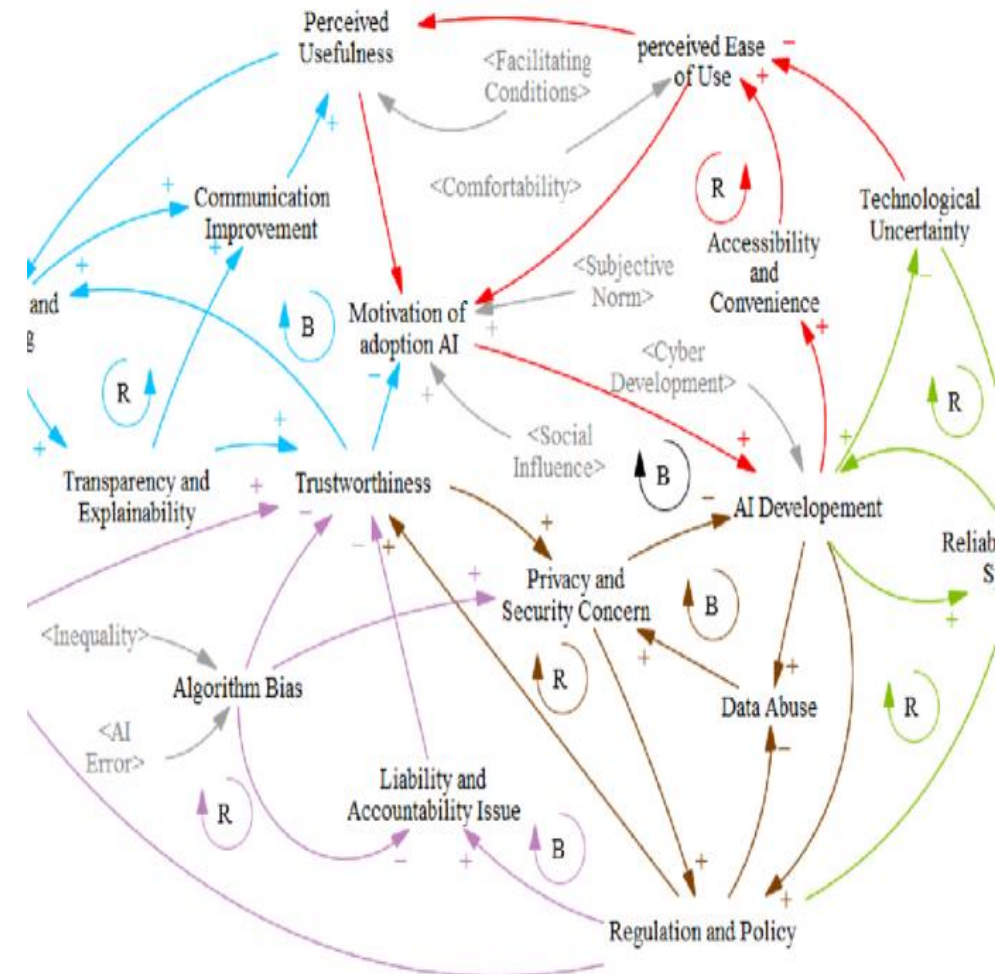 Perceived
Usefulness
<Facilitating
Conditions>
perceived Ease
of Use
−
+
+
+
Communication
Improvement
+
+
<Comfortability>
R
Technological
Uncertainty
Accessibility
and
Convenience
<Subjective
Norm>
−
and
g
B
Motivation of
adoption AI
+
+
<Cyber
Development>
R
R
−
+
<Social
Influence>
B
+
+
+
+
Transparency and
Explainability
+
−
Trustworthiness
−
AI Developement
+
−
+
Privacy and
Security Concern
+
B
Reliab
S
+
<Inequality>
Algorithm Bias
R
+
+
Data Abuse
−
R
<AI
Error>
Liability and
Accountability Issue
R
−
+
B
+
+
Regulation and Policy